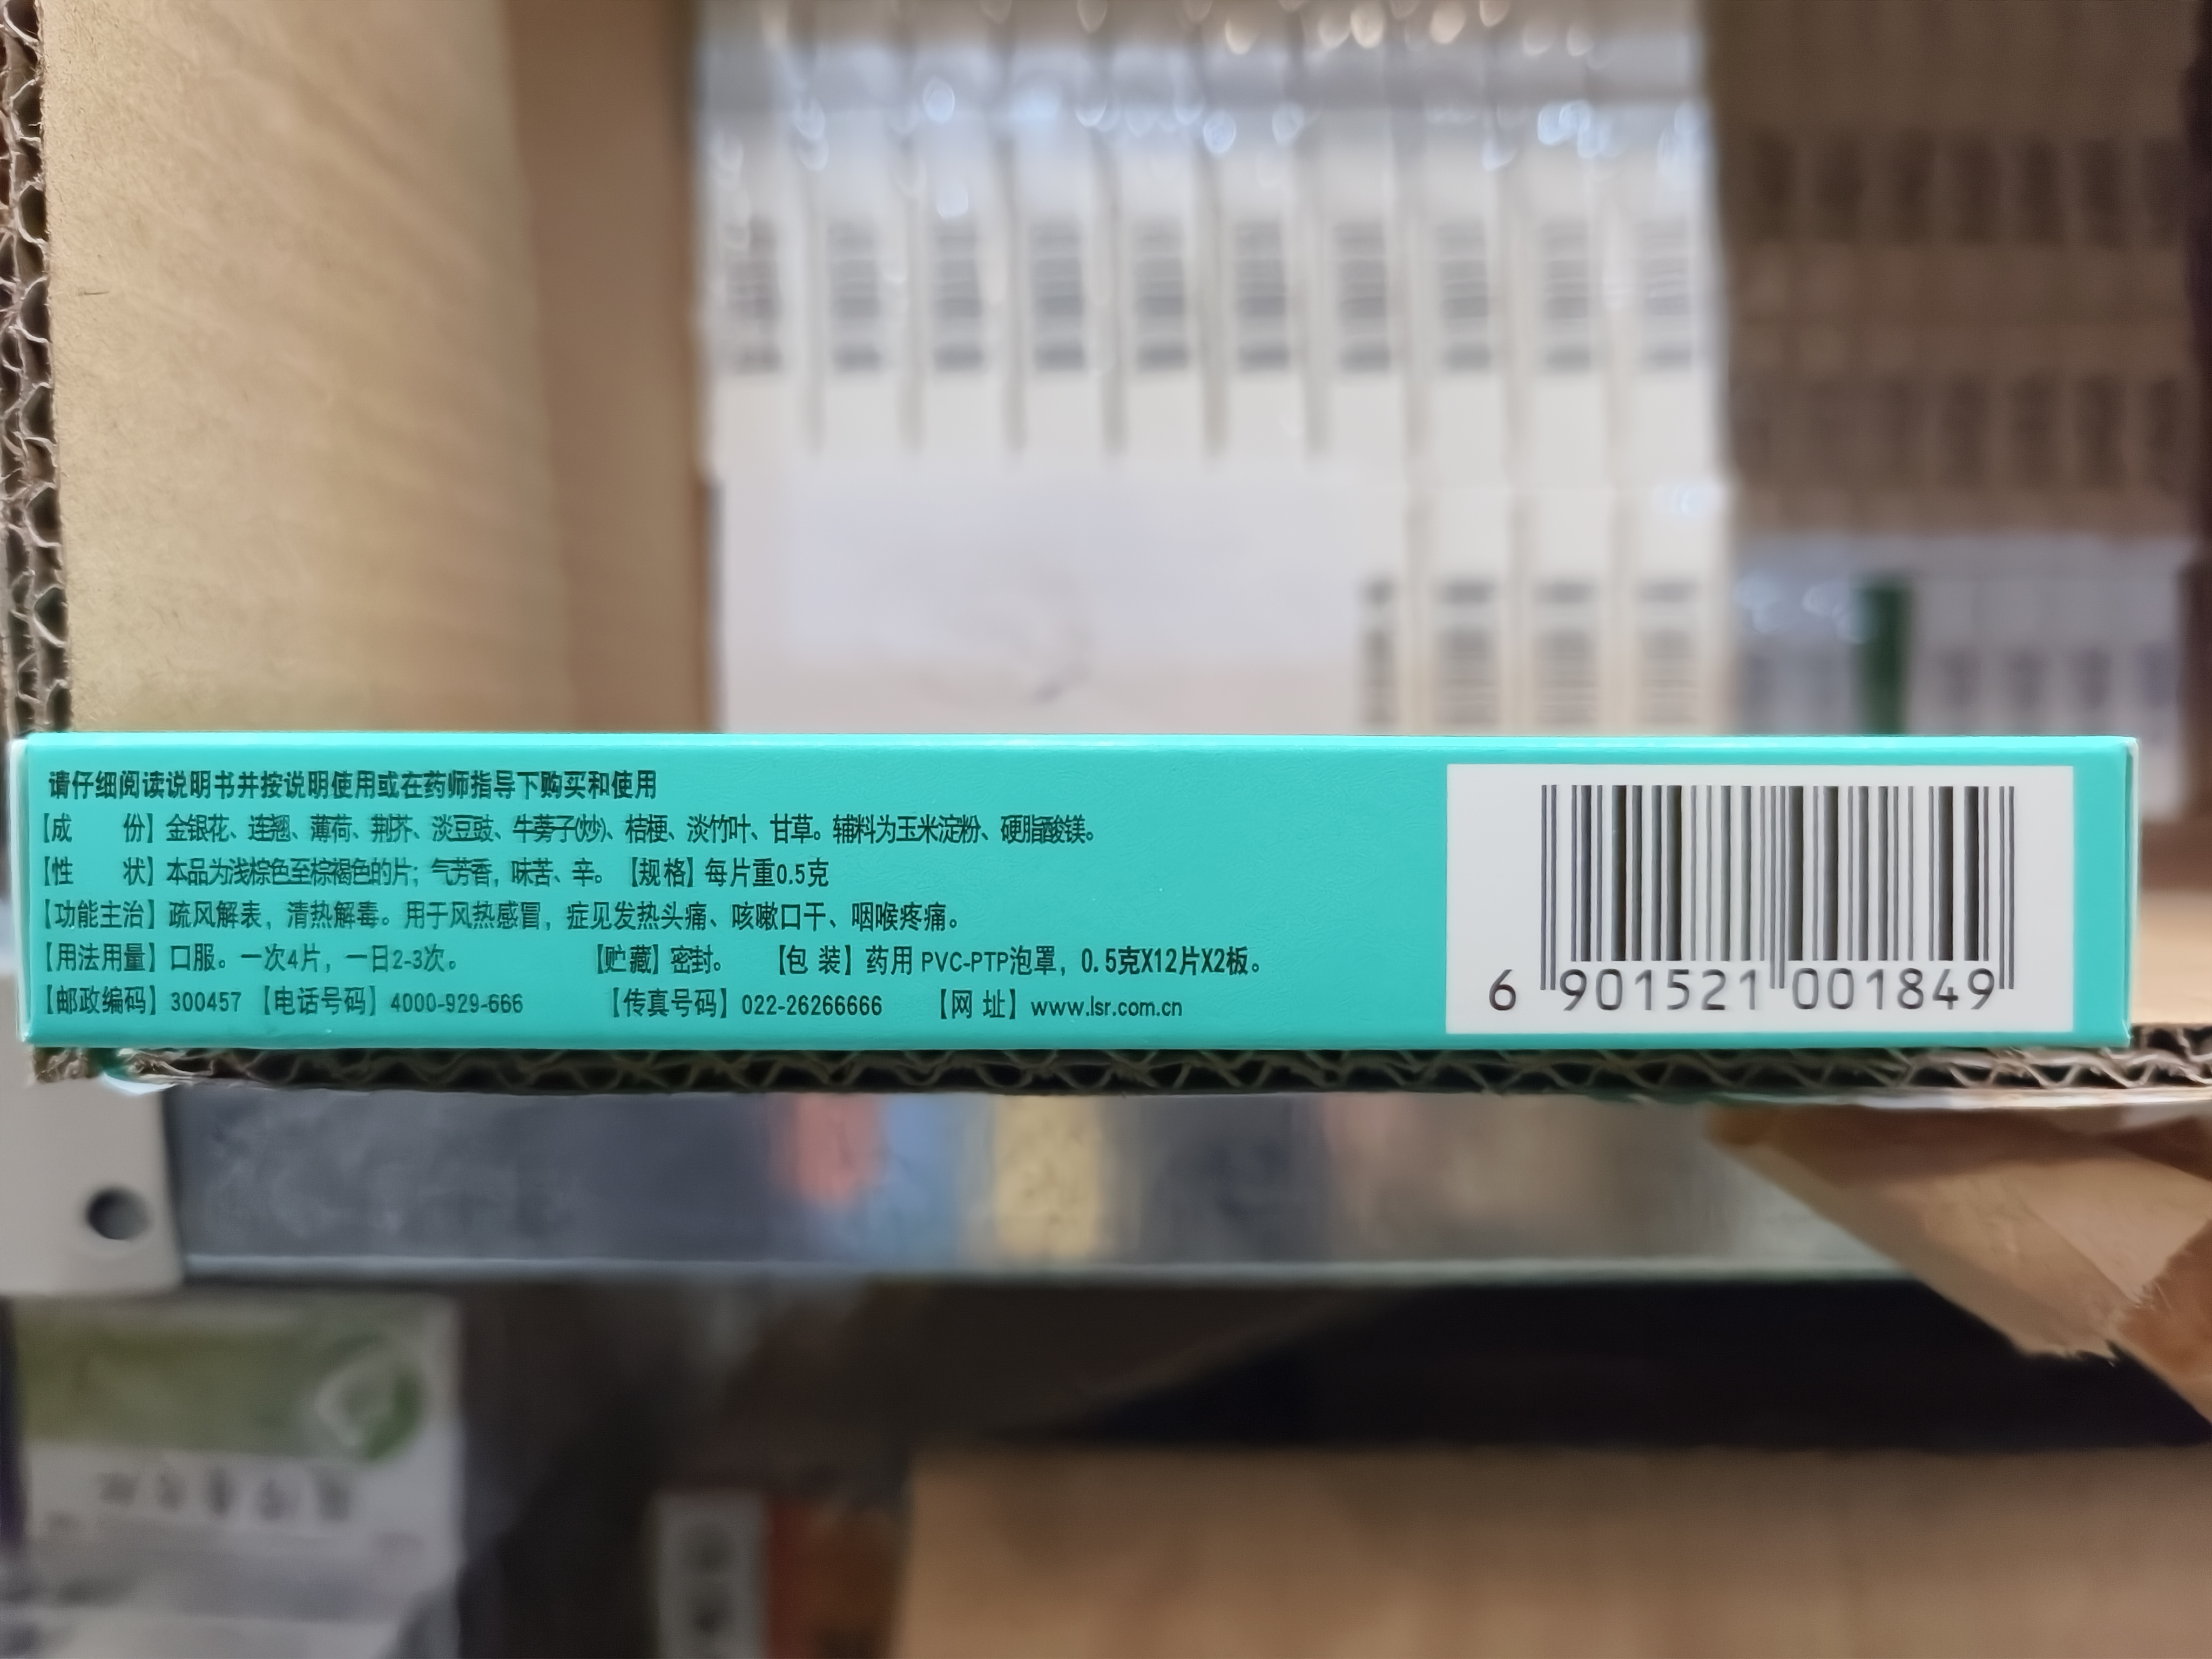 请仔细阅读说明书并按说明使用或在药师指导下购买和使用
【成 份】金银花、连翘、薄荷、荆芥、淡豆豉、牛蒡子(炒)、桔梗、淡竹叶、甘草。辅料为玉米淀粉、硬脂酸镁。
【性 状】本品为浅棕色至棕褐色的片；气芳香，味苦、辛。【规格】每片重0.5克
【功能主治】疏风解表，清热解毒。用于风热感冒，症见发热头痛、咳嗽口干、咽喉疼痛。
【用法用量】口服。一次4片，一日2-3次。 【贮藏】密封。 【包 装】药用 PVC-PTP泡罩，0.5克X12片X2板。
【邮政编码】300457 【电话号码】4000-929-666 【传真号码】022-26266666 【网 址】www.lsr.com.cn
6 901521 001849